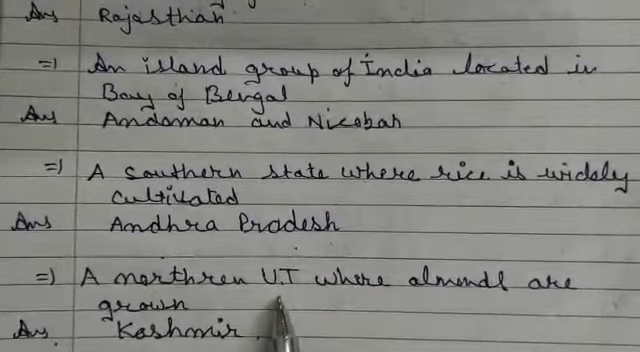 Ans Rajasthan
=) An island group of India located in
Bay of Bengal
Ans Andaman and Nicobar
=) A southern state where rice is widely
cultivated
Ans Andhra Pradesh
=) A northren U.T where almonds are
grown
Ans. Kashmir.